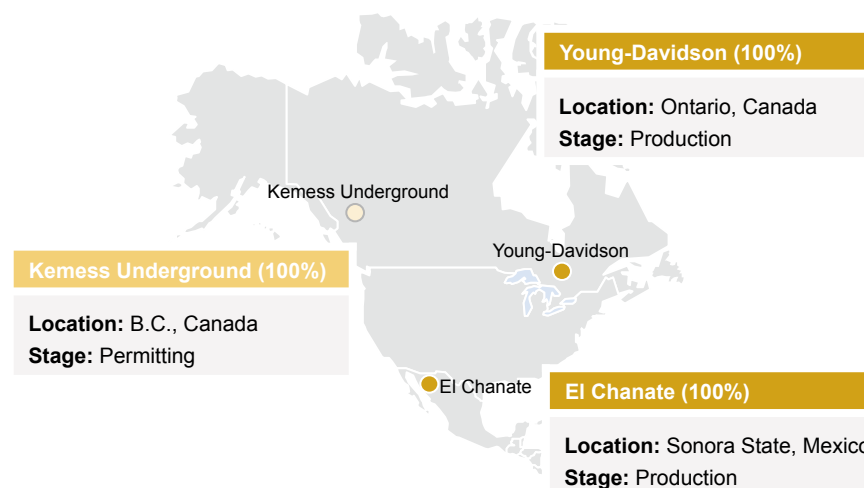 Young-Davidson (100%)
Location: Ontario, Canada
Stage: Production
Kemess Underground
Young-Davidson
Kemess Underground (100%)
Location: B.C., Canada
Stage: Permitting
El Chanate
El Chanate (100%)
Location: Sonora State, Mexico
Stage: Production